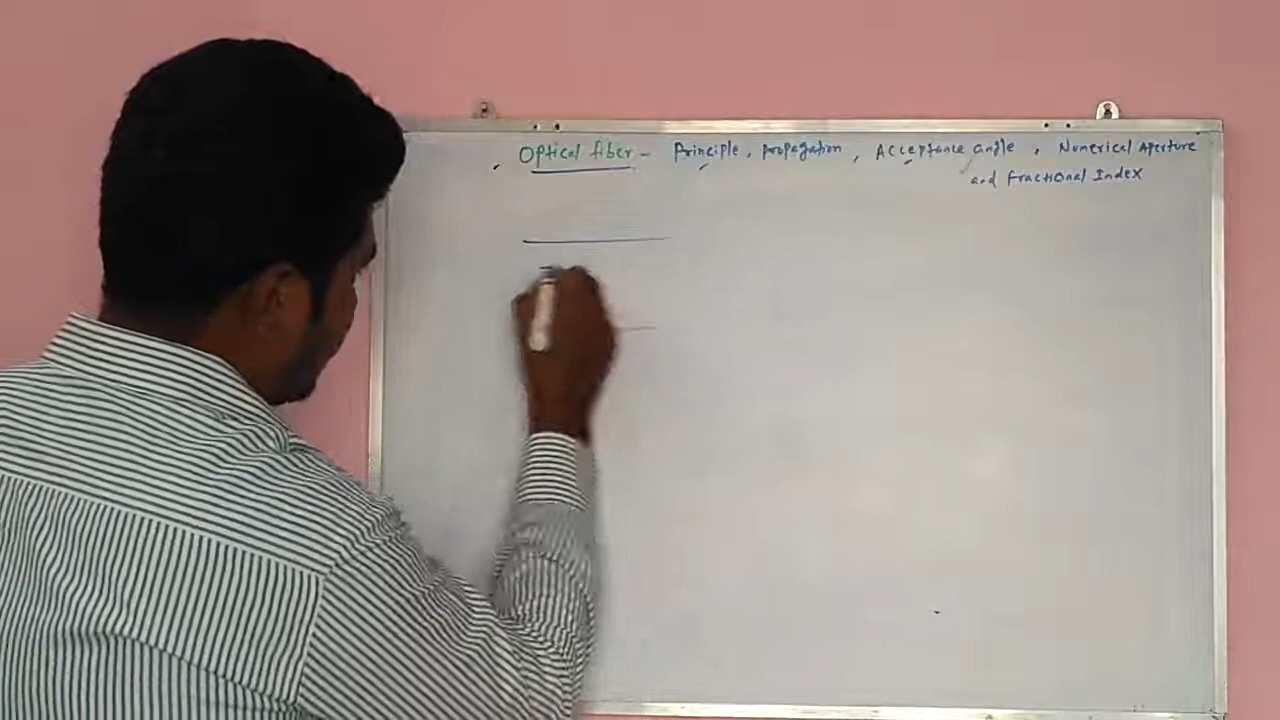 Optical fiber - Principle, propagation, Acceptance angle, Numerical Aperture
and Fractional Index